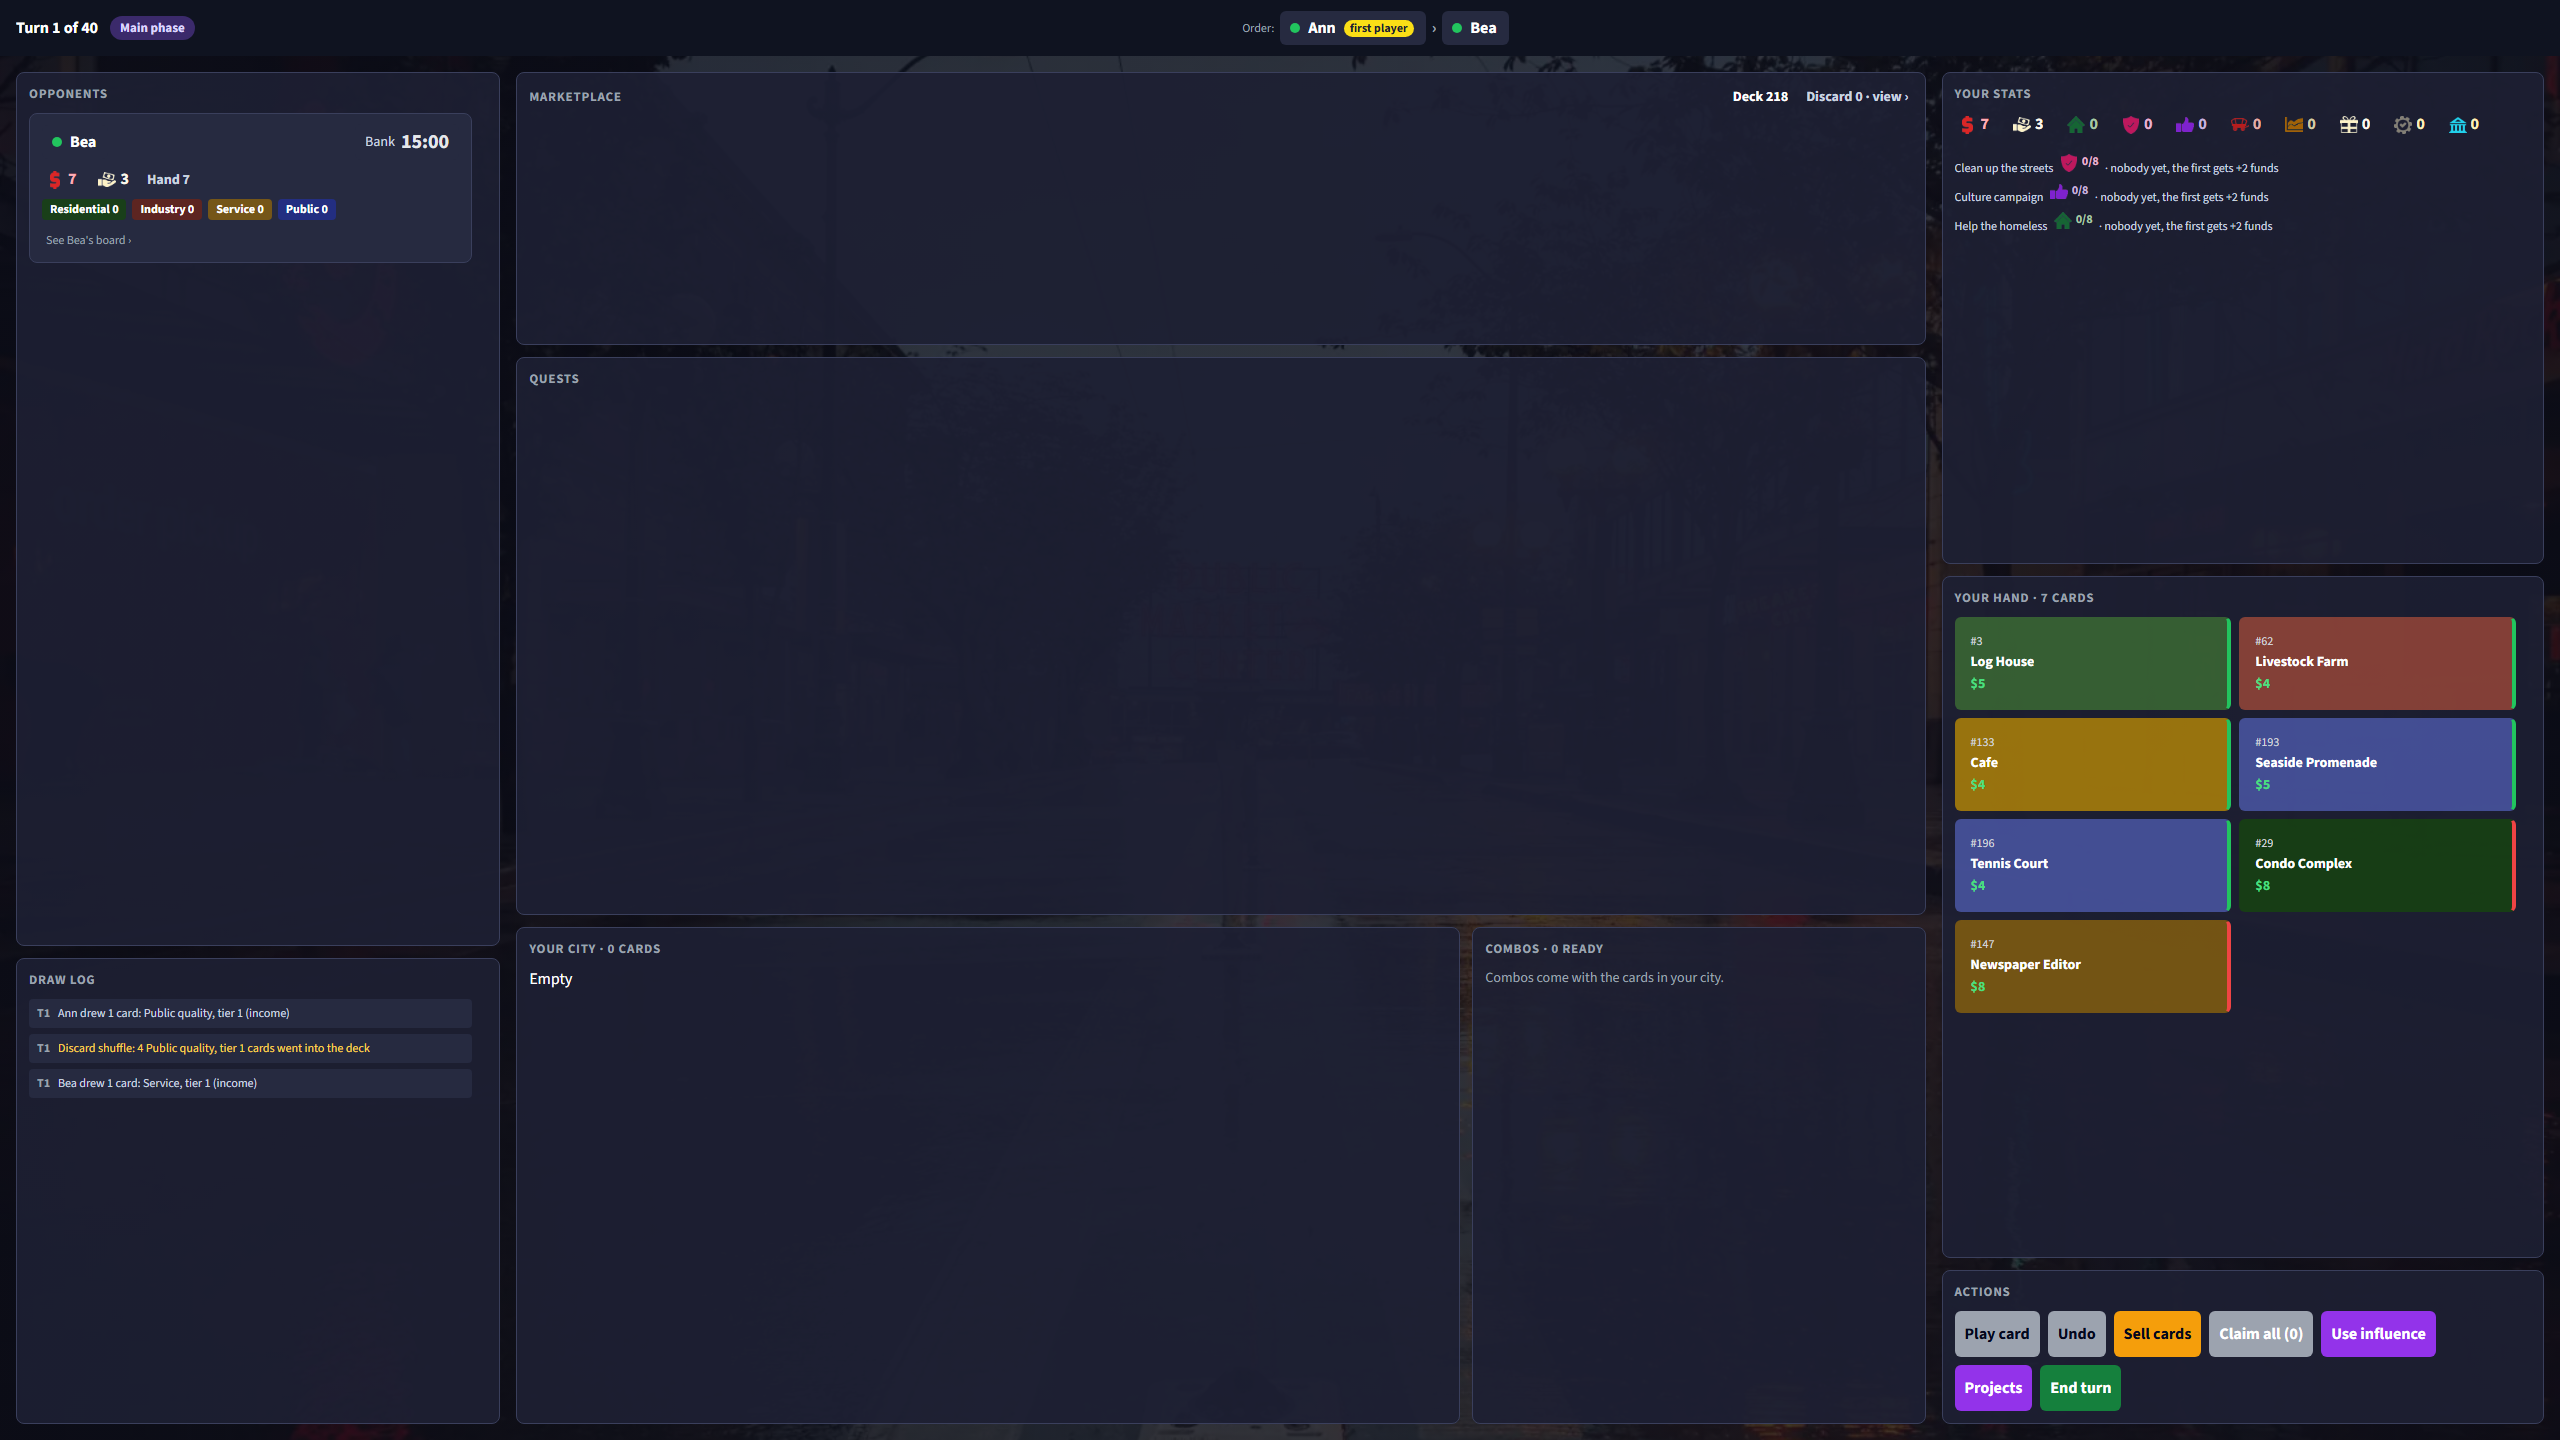 Turn 1 of 40 Main phase
Order: Ann first player › Bea
OPPONENTS
Bea Bank 15:00
7 3 Hand 7
Residential 0 Industry 0 Service 0 Public 0
See Bea's board ›
DRAW LOG
T1 Ann drew 1 card: Public quality, tier 1 (income)
T1 Discard shuffle: 4 Public quality, tier 1 cards went into the deck
T1 Bea drew 1 card: Service, tier 1 (income)
MARKETPLACE Deck 218 Discard 0 · view ›
QUESTS
YOUR CITY · 0 CARDS
Empty
COMBOS · 0 READY
Combos come with the cards in your city.
YOUR STATS
7 3 0 0 0 0 0 0 0 0
Clean up the streets 0/8 · nobody yet, the first gets +2 funds
Culture campaign 0/8 · nobody yet, the first gets +2 funds
Help the homeless 0/8 · nobody yet, the first gets +2 funds
YOUR HAND · 7 CARDS
#3
Log House
$5
#62
Livestock Farm
$4
#133
Cafe
$4
#193
Seaside Promenade
$5
#196
Tennis Court
$4
#29
Condo Complex
$8
#147
Newspaper Editor
$8
ACTIONS
Play card Undo Sell cards Claim all (0) Use influence
Projects End turn